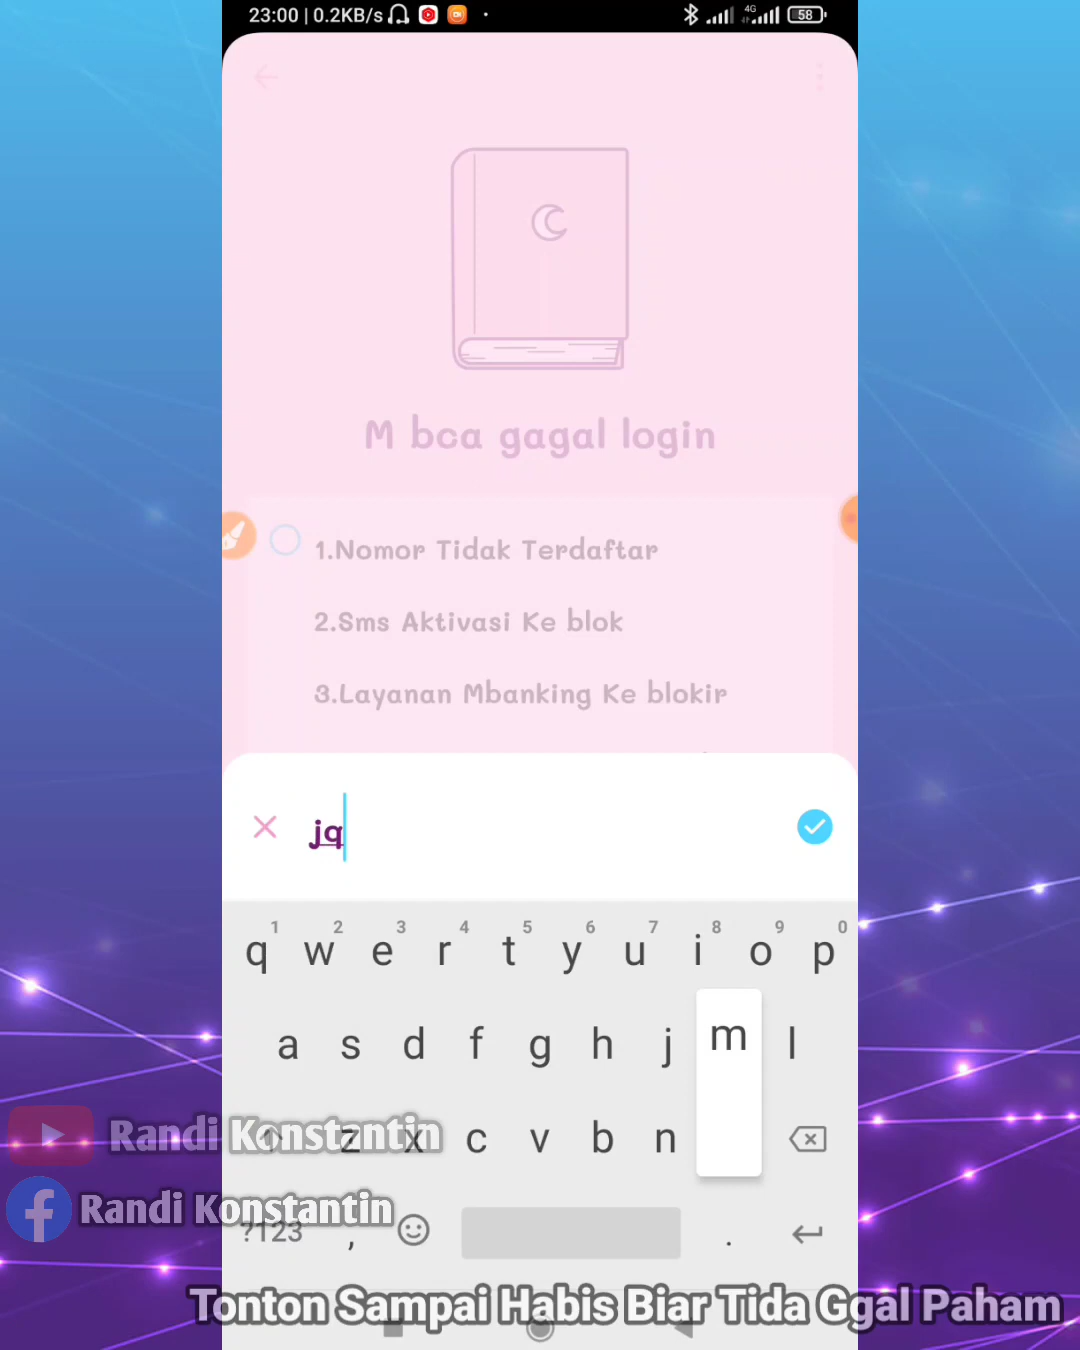 23:00 | 0.2KB/s
4G
58
M bca gagal login
1.Nomor Tidak Terdaftar
2.Sms Aktivasi Ke blok
3.Layanan Mbanking Ke blokir
jq
1 2 3 4 5 6 7 8 9 0
q w e r t y u i o p
a s d f g h j m l
z x c v b n
Randi Konstantin
Randi Konstantin
?123 , .
Tonton Sampai Habis Biar Tida Ggal Paham